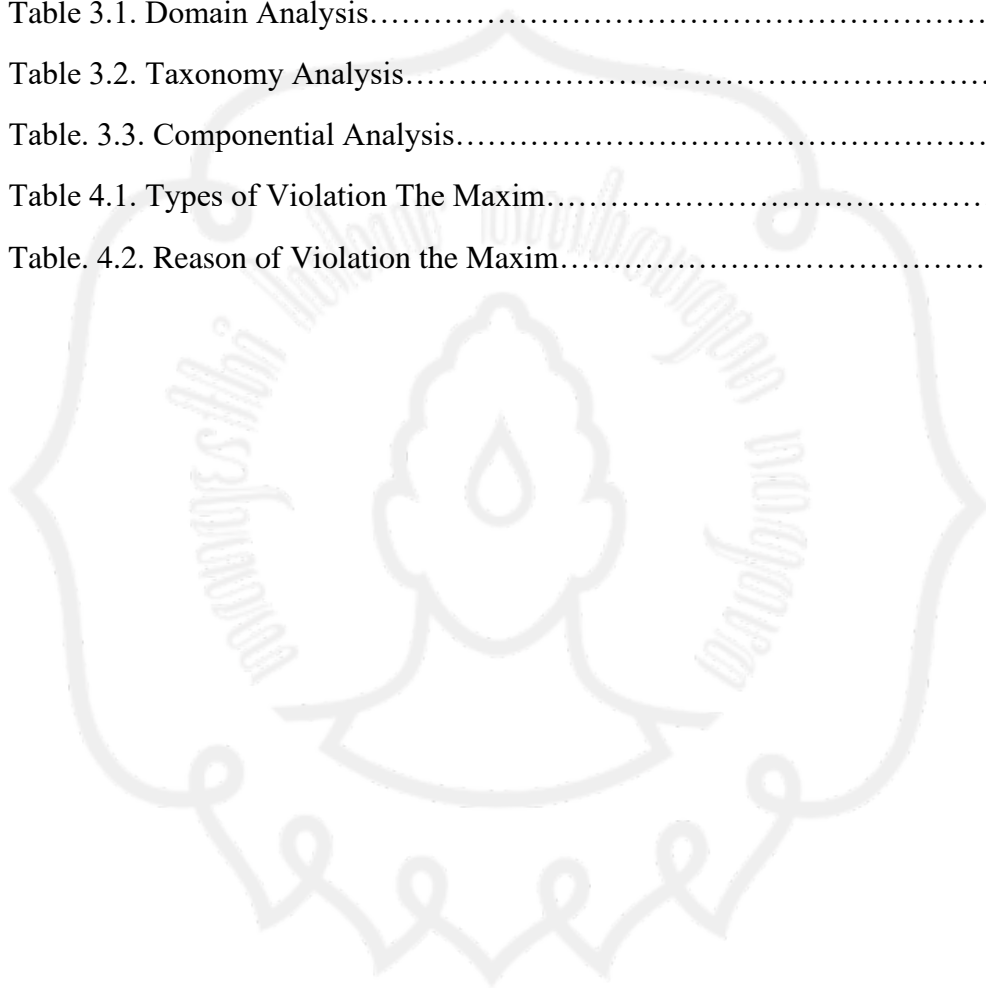 Table 3.1. Domain Analysis…………………………………………………………
Table 3.2. Taxonomy Analysis……………………………………………………
Table. 3.3. Componential Analysis………………………………………………
Table 4.1. Types of Violation The Maxim……………………………………
Table. 4.2. Reason of Violation the Maxim…………………………………